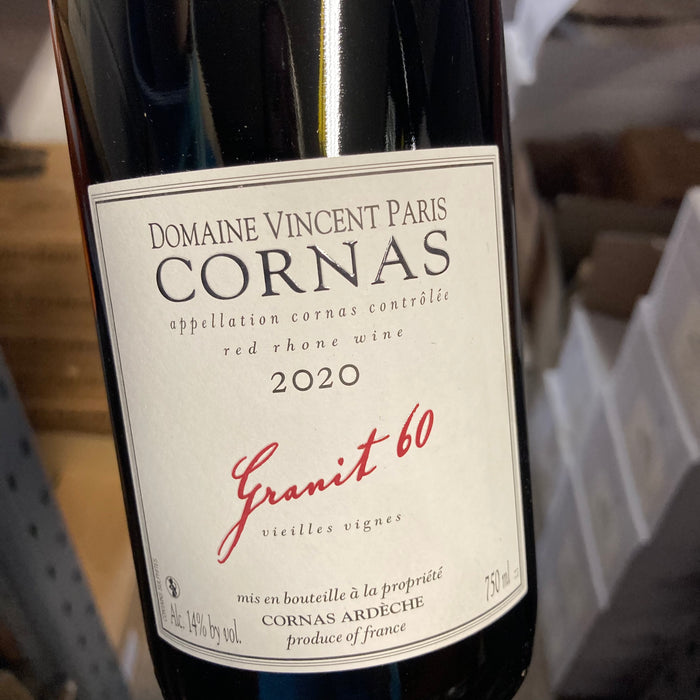 DOMAINE VINCENT PARIS
CORNAS
appellation cornas contrôlée
red rhone wine
2020
Granit 60
vieilles vignes
mis en bouteille à la propriété
CORNAS ARDÈCHE
produce of france
Alc. 14% by vol.
750 ml